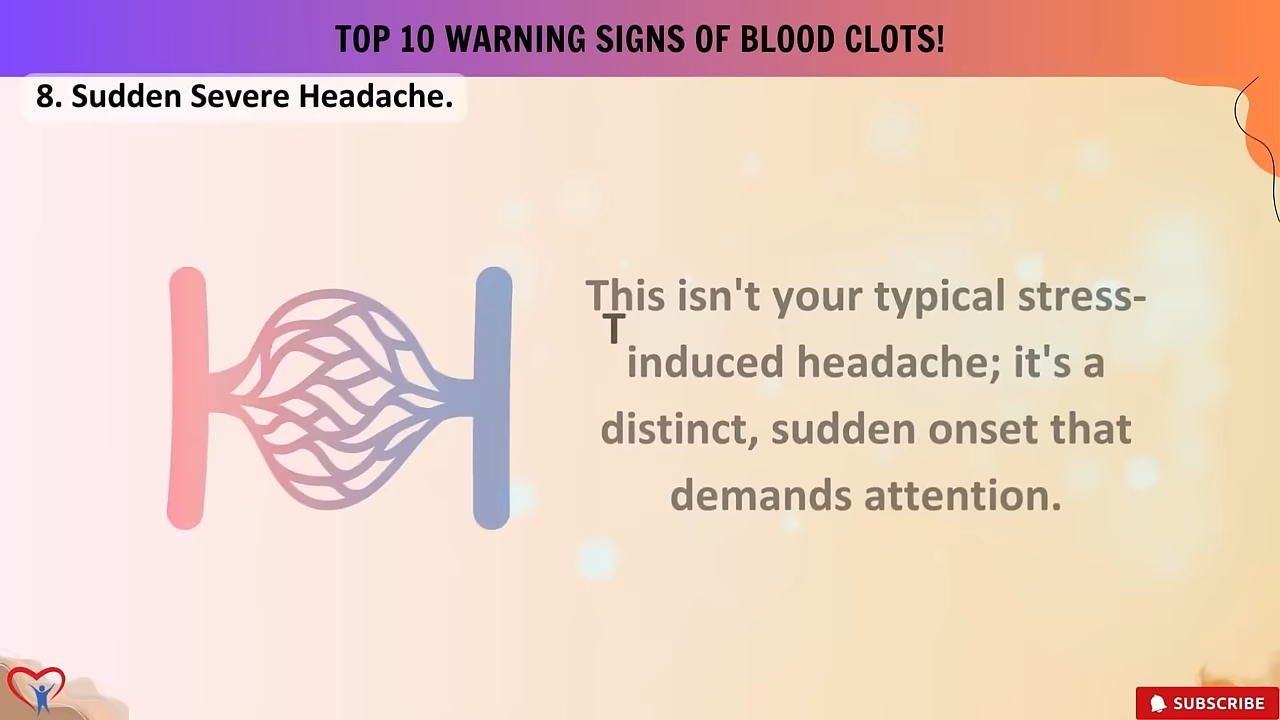 TOP 10 WARNING SIGNS OF BLOOD CLOTS!
8. Sudden Severe Headache.
This isn't your typical stress-
T
induced headache; it's a
distinct, sudden onset that
demands attention.
SUBSCRIBE